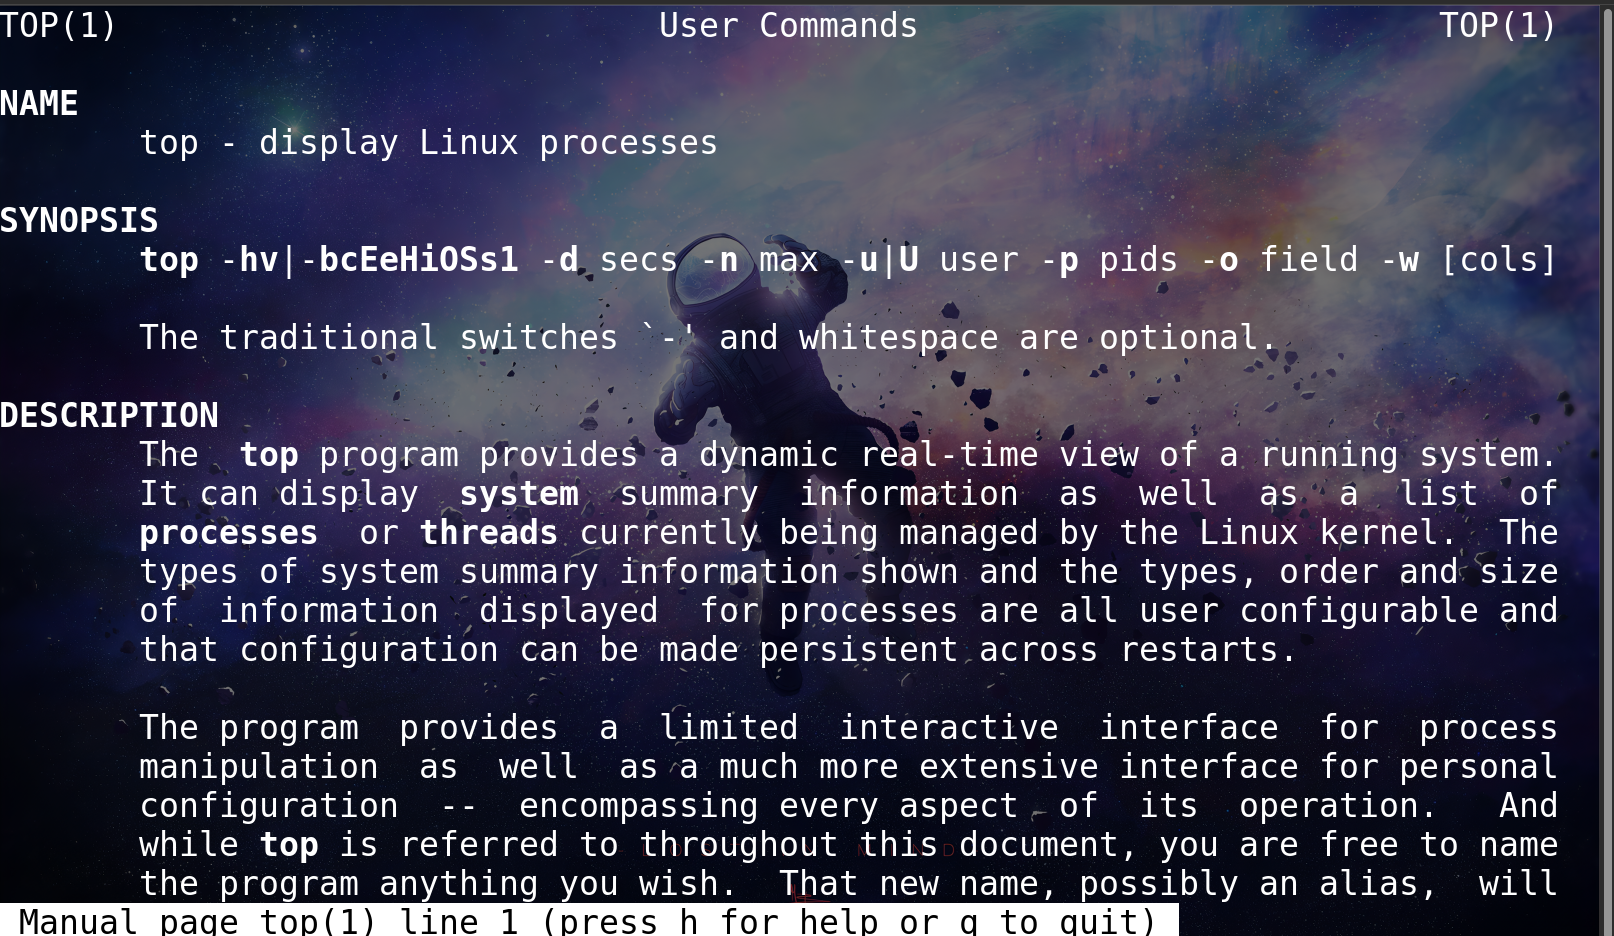 TOP(1) User Commands TOP(1)
NAME
top - display Linux processes
SYNOPSIS
top -hv|-bcEeHiOSs1 -d secs -n max -u|U user -p pids -o field -w [cols]
The traditional switches `-' and whitespace are optional.
DESCRIPTION
The top program provides a dynamic real-time view of a running system.
It can display system summary information as well as a list of
processes or threads currently being managed by the Linux kernel. The
types of system summary information shown and the types, order and size
of information displayed for processes are all user configurable and
that configuration can be made persistent across restarts.
The program provides a limited interactive interface for process
manipulation as well as a much more extensive interface for personal
configuration -- encompassing every aspect of its operation. And
while top is referred to throughout this document, you are free to name
the program anything you wish. That new name, possibly an alias, will
Manual page top(1) line 1 (press h for help or q to quit)